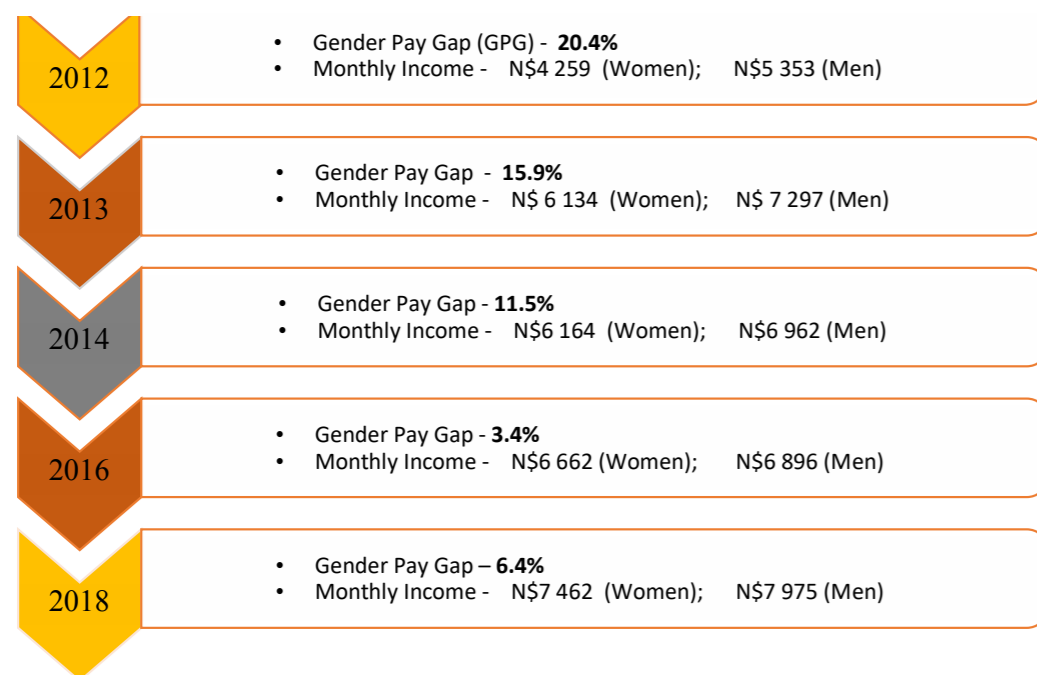 2012
• Gender Pay Gap (GPG) - 20.4%
• Monthly Income - N$4 259 (Women); N$5 353 (Men)
2013
• Gender Pay Gap - 15.9%
• Monthly Income - N$ 6 134 (Women); N$ 7 297 (Men)
2014
• Gender Pay Gap - 11.5%
• Monthly Income - N$6 164 (Women); N$6 962 (Men)
2016
• Gender Pay Gap - 3.4%
• Monthly Income - N$6 662 (Women); N$6 896 (Men)
2018
• Gender Pay Gap – 6.4%
• Monthly Income - N$7 462 (Women); N$7 975 (Men)